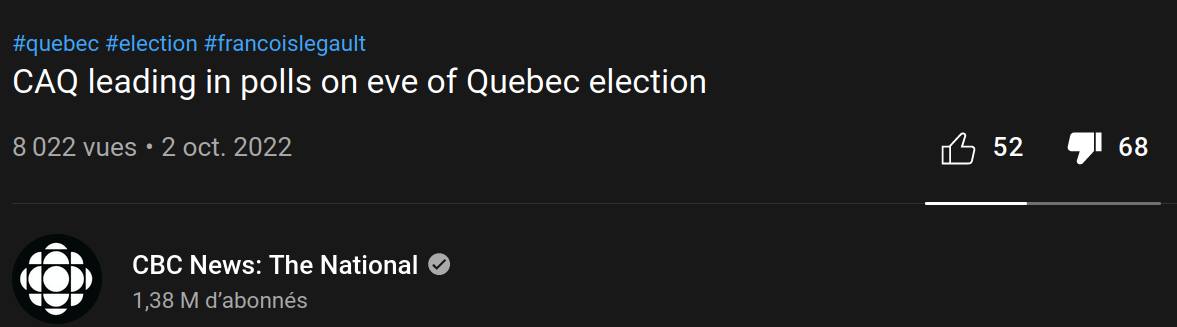 #quebec #election #francoislegault
CAQ leading in polls on eve of Quebec election
8 022 vues • 2 oct. 2022 52 68
CBC News: The National
1,38 M d’abonnés